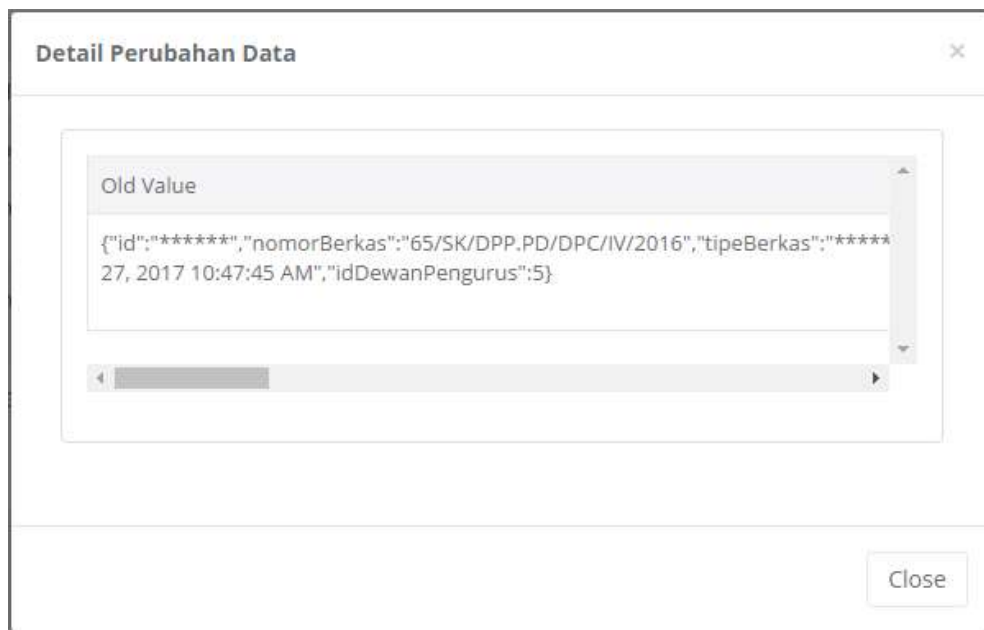 Detail Perubahan Data ×
Old Value
{"id":"******","nomorBerkas":"65/SK/DPP.PD/DPC/IV/2016","tipeBerkas":"*****
27, 2017 10:47:45 AM","idDewanPengurus":5}
Close